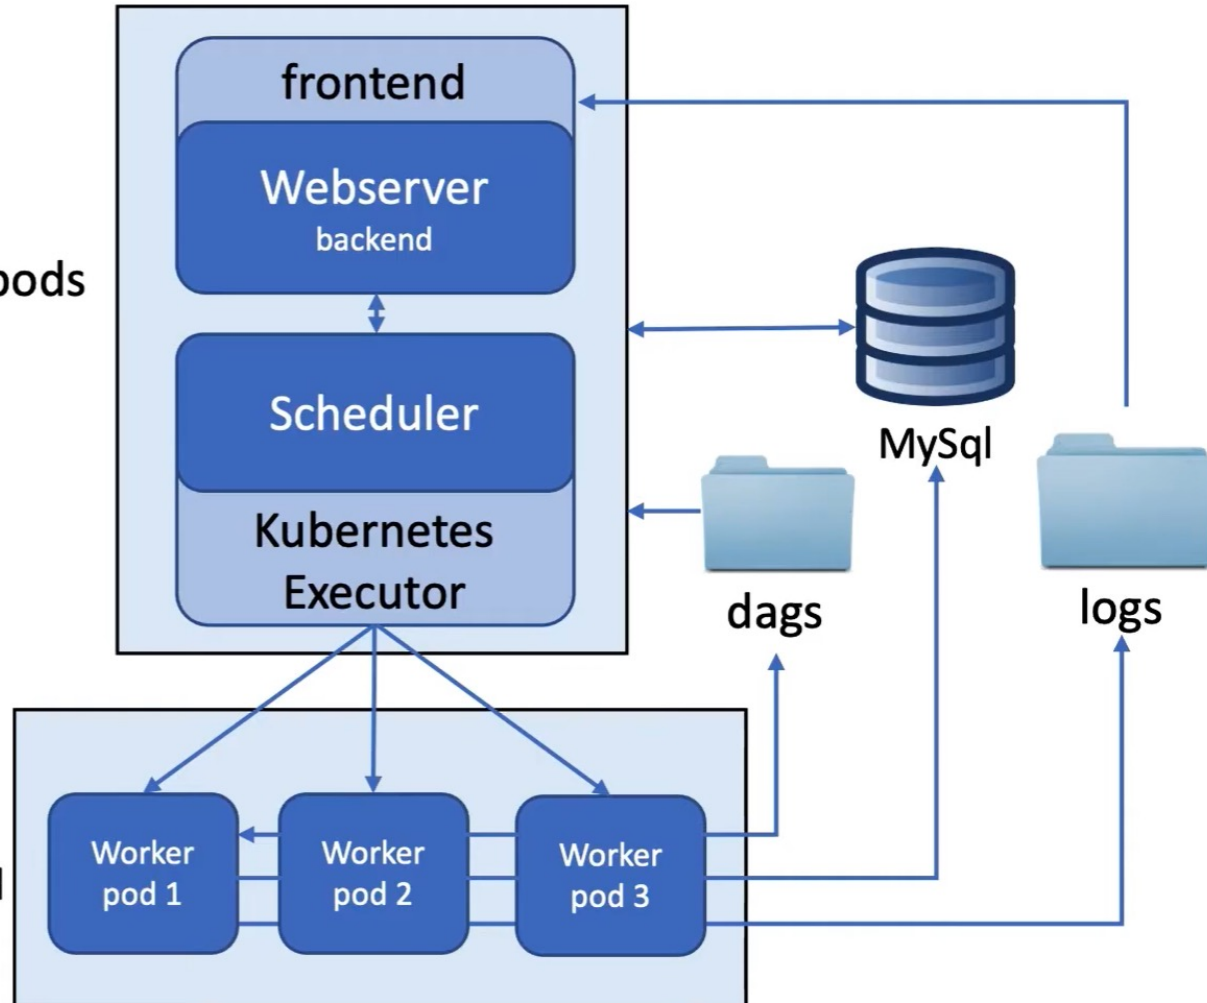 frontend
Webserver
backend
pods
Scheduler
MySql
Kubernetes
Executor
dags
logs
Worker
pod 1
Worker
pod 2
Worker
pod 3